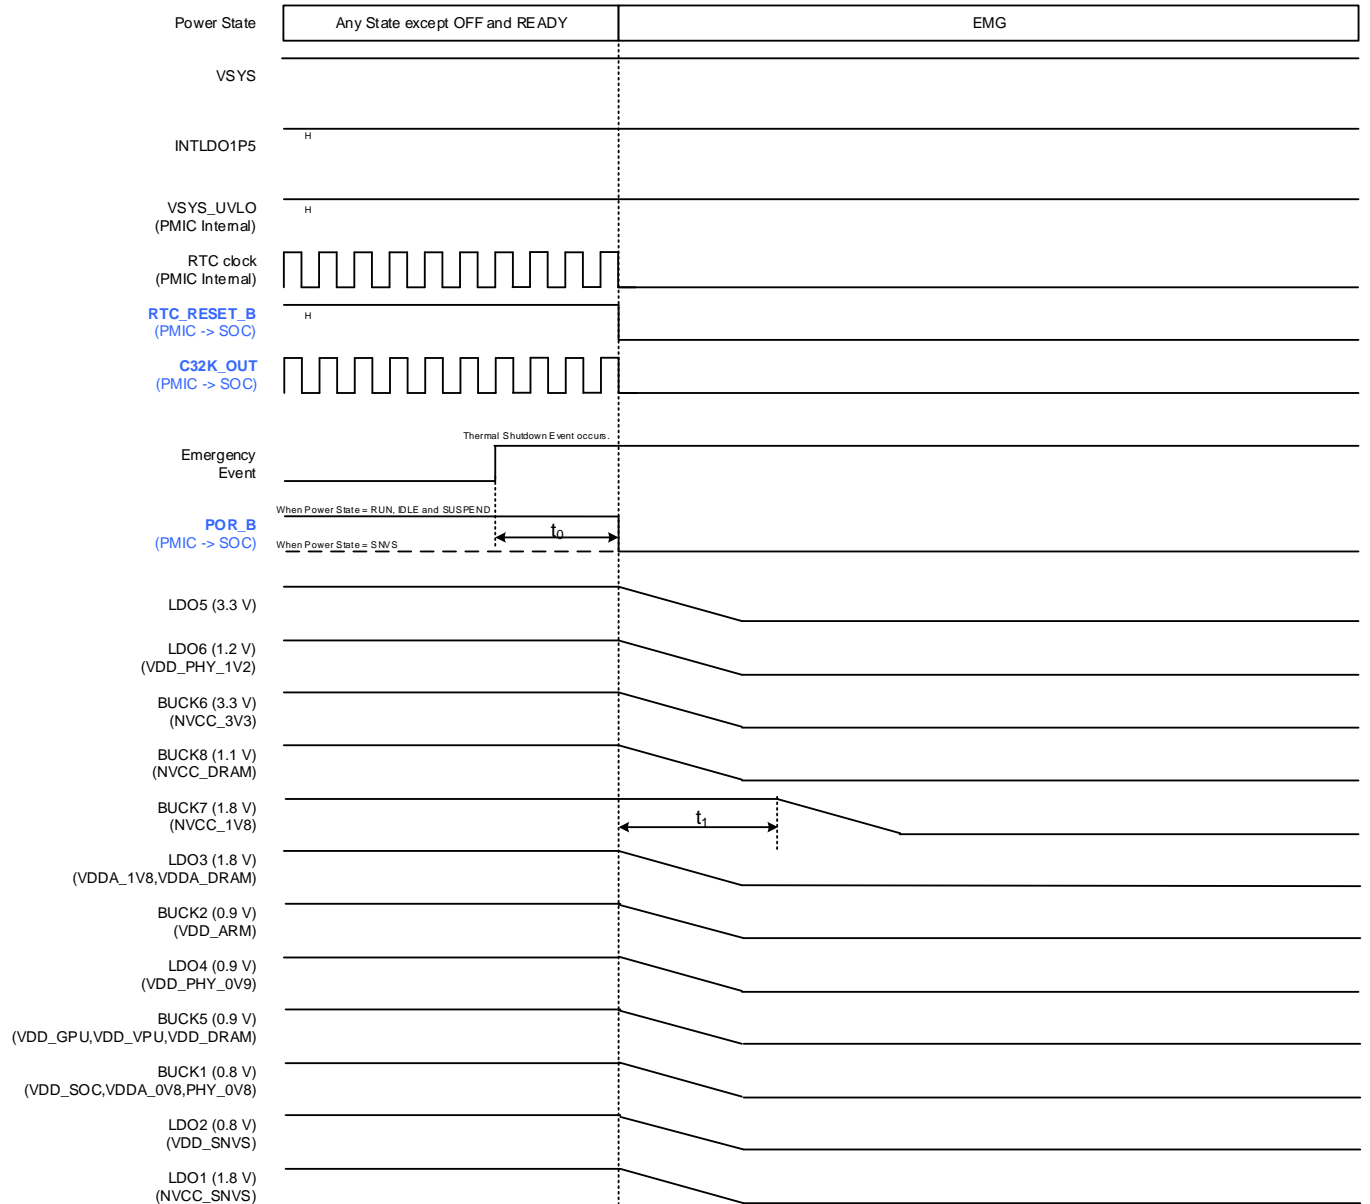 Power State
Any State except OFF and READY
EMG
VSYS
INTLDO1P5
H
VSYS_UVLO
(PMIC Internal)
H
RTC clock
(PMIC Internal)
RTC_RESET_B
(PMIC -> SOC)
H
C32K_OUT
(PMIC -> SOC)
Thermal Shutdown Event occurs.
Emergency
Event
When Power State = RUN, IDLE and SUSPEND
POR_B
(PMIC -> SOC)
t0
When Power State = SNVS
LDO5 (3.3 V)
LDO6 (1.2 V)
(VDD_PHY_1V2)
BUCK6 (3.3 V)
(NVCC_3V3)
BUCK8 (1.1 V)
(NVCC_DRAM)
BUCK7 (1.8 V)
(NVCC_1V8)
t1
LDO3 (1.8 V)
(VDDA_1V8,VDDA_DRAM)
BUCK2 (0.9 V)
(VDD_ARM)
LDO4 (0.9 V)
(VDD_PHY_0V9)
BUCK5 (0.9 V)
(VDD_GPU,VDD_VPU,VDD_DRAM)
BUCK1 (0.8 V)
(VDD_SOC,VDDA_0V8,PHY_0V8)
LDO2 (0.8 V)
(VDD_SNVS)
LDO1 (1.8 V)
(NVCC_SNVS)